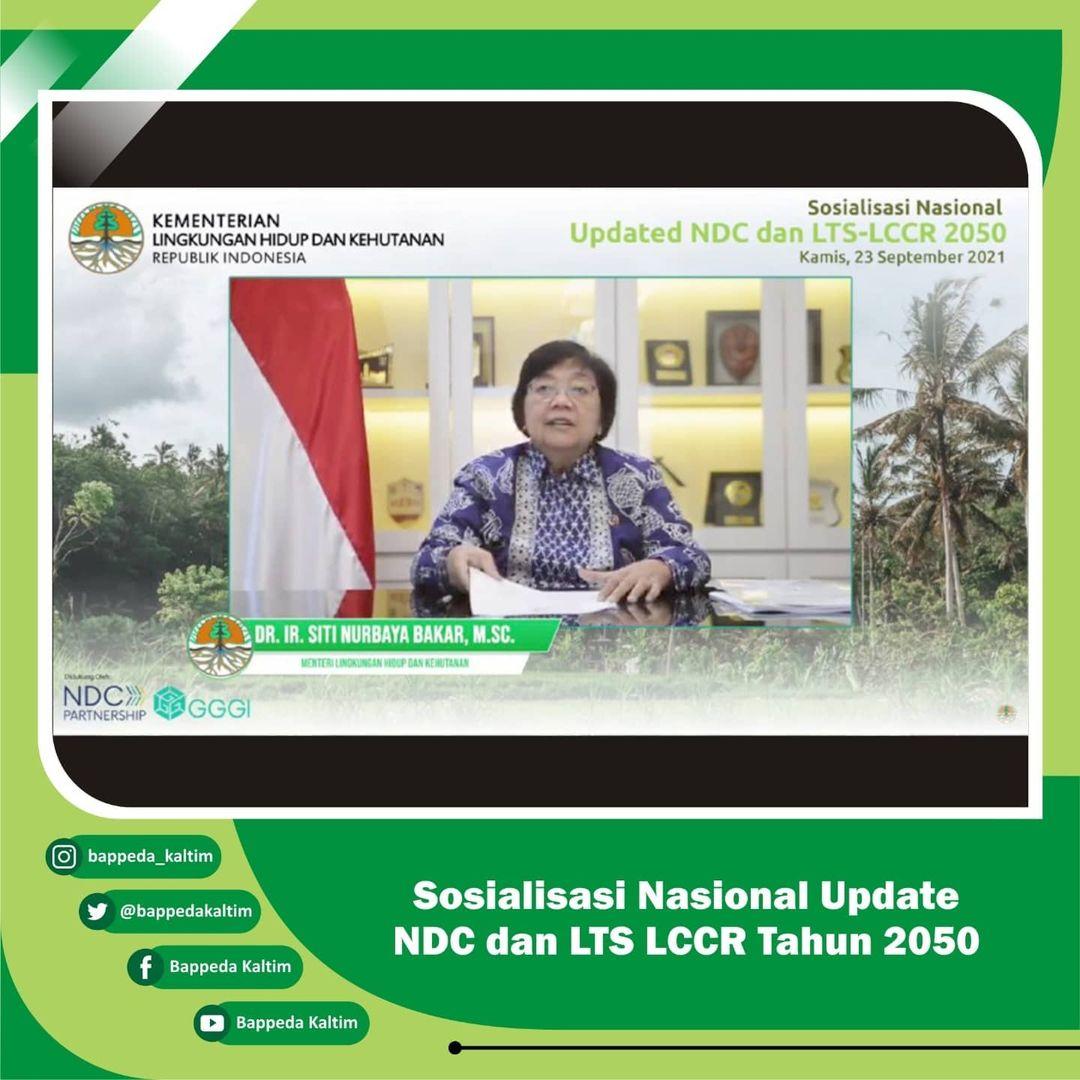 KEMENTERIAN
LINGKUNGAN HIDUP DAN KEHUTANAN
REPUBLIK INDONESIA
Sosialisasi Nasional
Updated NDC dan LTS-LCCR 2050
Kamis, 23 September 2021
DR. IR. SITI NURBAYA BAKAR, M.SC.
MENTERI LINGKUNGAN HIDUP DAN KEHUTANAN
Didukung Oleh:
NDC
PARTNERSHIP
GGGI
bappeda_kaltim
@bappedakaltim
Bappeda Kaltim
Bappeda Kaltim
Sosialisasi Nasional Update
NDC dan LTS LCCR Tahun 2050